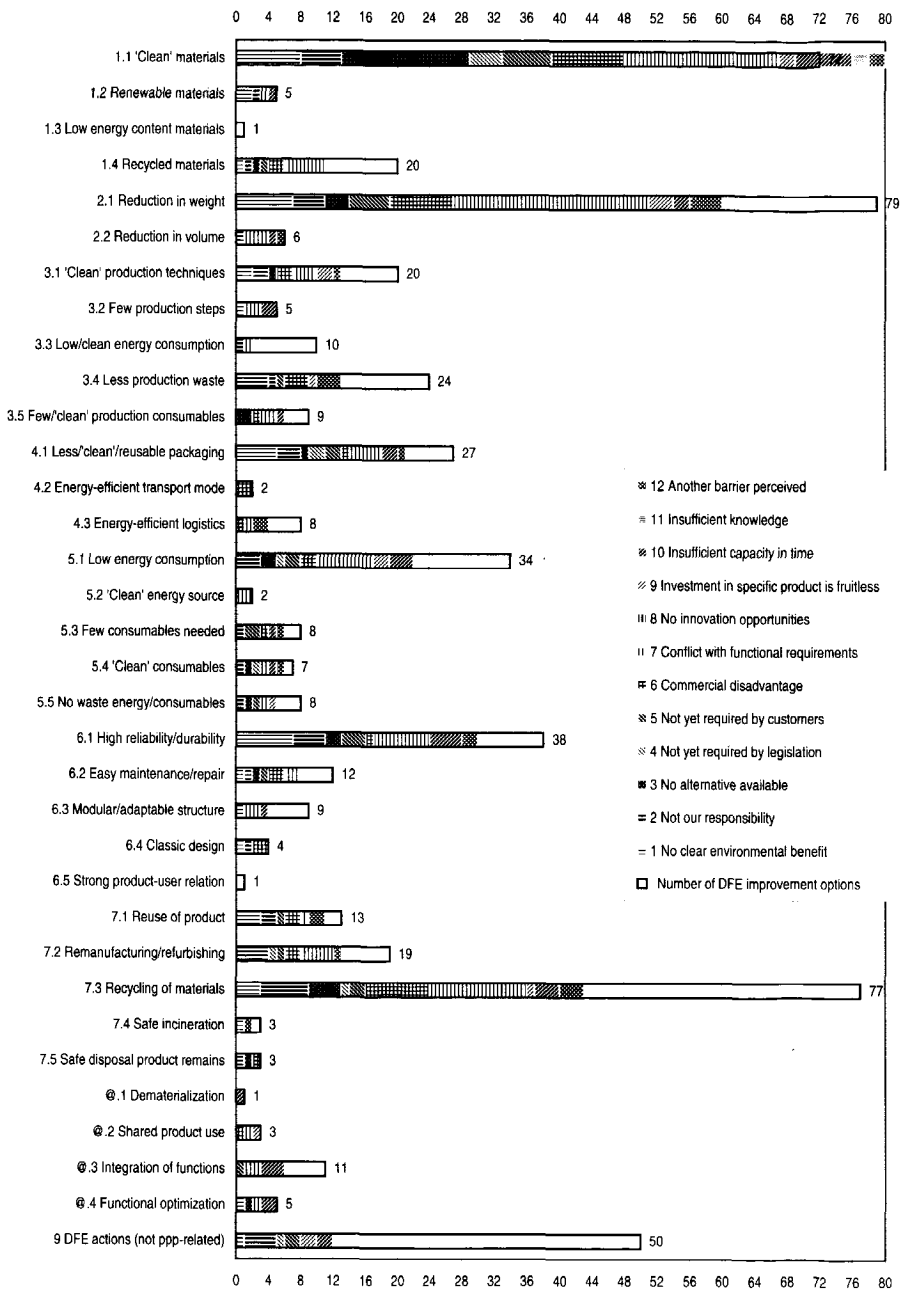 0 4 8 12 16 20 24 28 32 36 40 44 48 52 56 60 64 68 72 76 80
1.1 'Clean' materials
1.2 Renewable materials 5
1.3 Low energy content materials 1
1.4 Recycled materials 20
2.1 Reduction in weight 79
2.2 Reduction in volume 6
3.1 'Clean' production techniques 20
3.2 Few production steps 5
3.3 Low/clean energy consumption 10
3.4 Less production waste 24
3.5 Few/'clean' production consumables 9
4.1 Less/'clean'/reusable packaging 27
4.2 Energy-efficient transport mode 2
4.3 Energy-efficient logistics 8
5.1 Low energy consumption 34
5.2 'Clean' energy source 2
5.3 Few consumables needed 8
5.4 'Clean' consumables 7
5.5 No waste energy/consumables 8
6.1 High reliability/durability 38
6.2 Easy maintenance/repair 12
6.3 Modular/adaptable structure 9
6.4 Classic design 4
6.5 Strong product-user relation 1
7.1 Reuse of product 13
7.2 Remanufacturing/refurbishing 19
7.3 Recycling of materials 77
7.4 Safe incineration 3
7.5 Safe disposal product remains 3
@.1 Dematerialization 1
@.2 Shared product use 3
@.3 Integration of functions 11
@.4 Functional optimization 5
9 DFE actions (not ppp-related) 50
12 Another barrier perceived
11 Insufficient knowledge
10 Insufficient capacity in time
9 Investment in specific product is fruitless
8 No innovation opportunities
7 Conflict with functional requirements
6 Commercial disadvantage
5 Not yet required by customers
4 Not yet required by legislation
3 No alternative available
2 Not our responsibility
1 No clear environmental benefit
Number of DFE improvement options
0 4 8 12 16 20 24 28 32 36 40 44 48 52 56 60 64 68 72 76 80